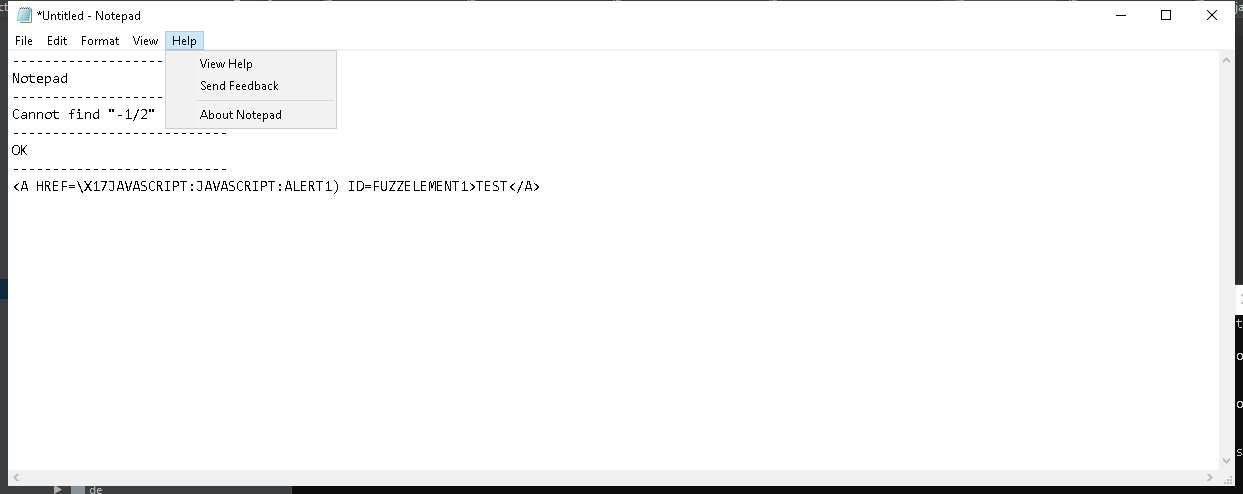 *Untitled - Notepad
File Edit Format View Help
View Help
Send Feedback
About Notepad
---------------------------
Notepad
---------------------------
Cannot find "-1/2"
---------------------------
OK
---------------------------
<A HREF=\X17JAVASCRIPT:JAVASCRIPT:ALERT1) ID=FUZZELEMENT1>TEST</A>
de